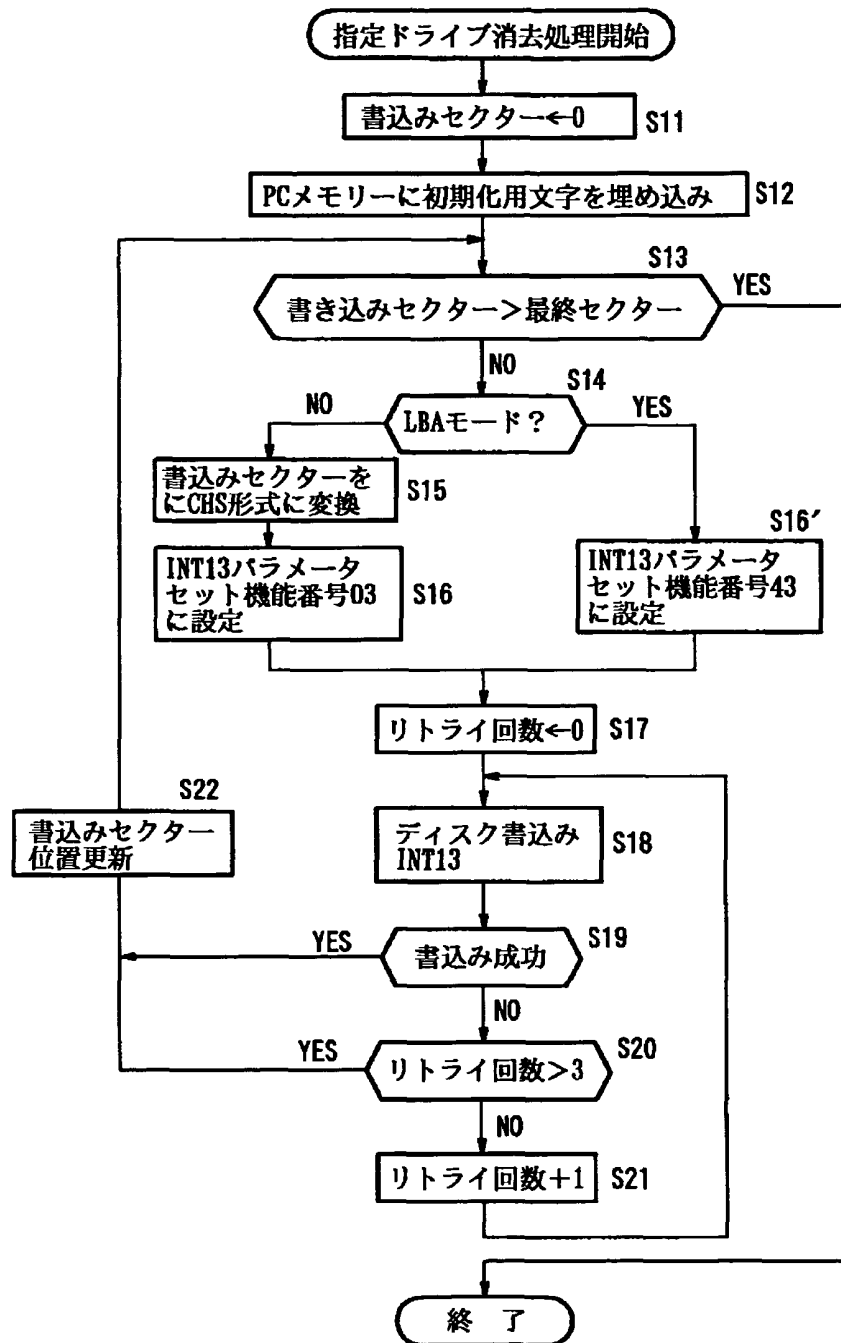 指定ドライブ消去処理開始
書込みセクター←0
S11
PCメモリーに初期化用文字を埋め込み
S12
S13
書き込みセクター>最終セクター
YES
NO
S14
NO
LBAモード?
YES
書込みセクターを
にCHS形式に変換
S15
S16′
INT13パラメータ
セット機能番号03
に設定
S16
INT13パラメータ
セット機能番号43
に設定
リトライ回数←0
S17
S22
書込みセクター
位置更新
ディスク書込み
INT13
S18
YES
書込み成功
S19
NO
YES
リトライ回数>3
S20
NO
リトライ回数+1
S21
終 了